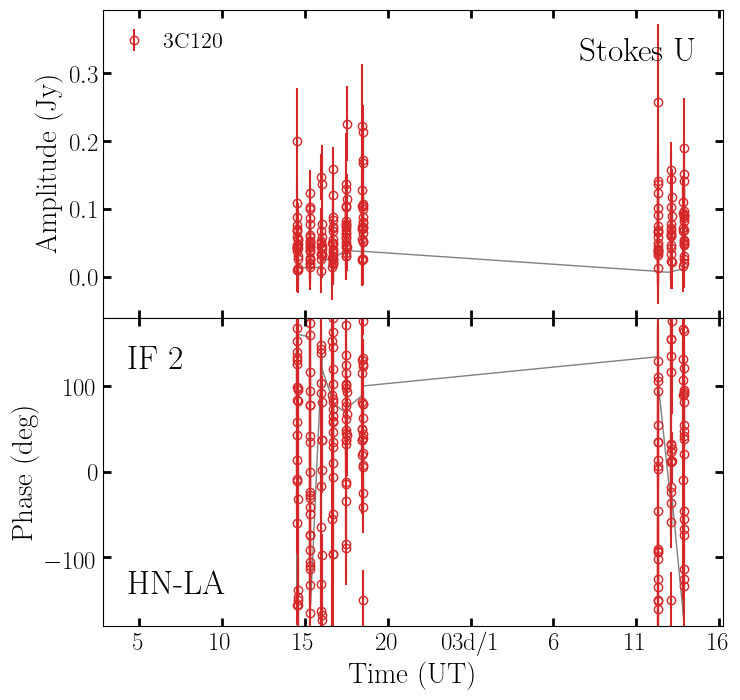 3C120
Stokes U
Amplitude (Jy)
0.3
0.2
0.1
0.0
IF 2
HN-LA
Phase (deg)
100
0
−100
5 10 15 20 03d/1 6 11 16
Time (UT)